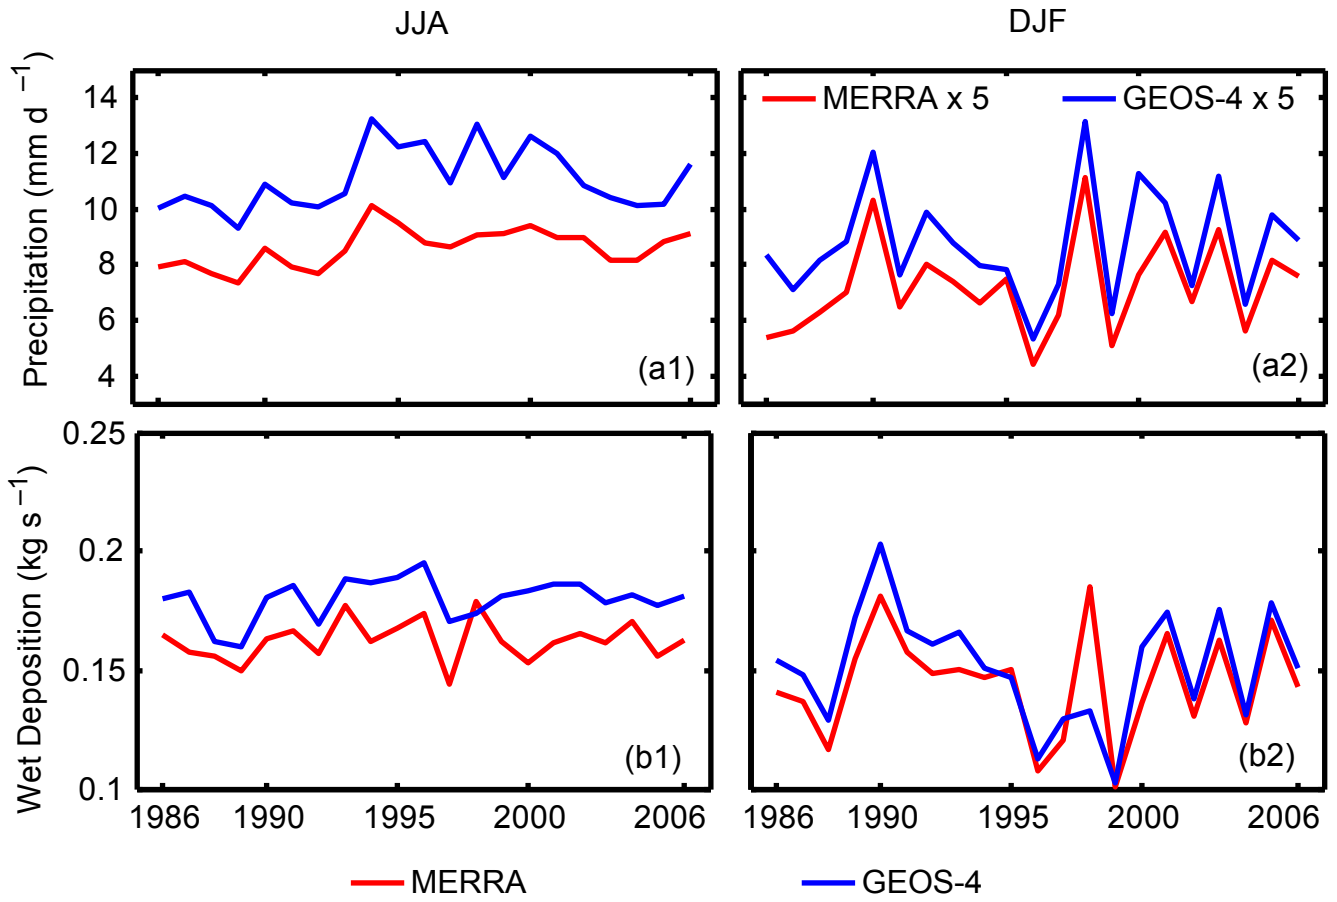 JJA
DJF
Precipitation (mm d⁻¹)
14
12
10
8
6
4
(a1)
MERRA x 5
GEOS-4 x 5
(a2)
Wet Deposition (kg s⁻¹)
0.25
0.2
0.15
0.1
(b1)
(b2)
1986 1990 1995 2000 2006
1986 1990 1995 2000 2006
MERRA
GEOS-4